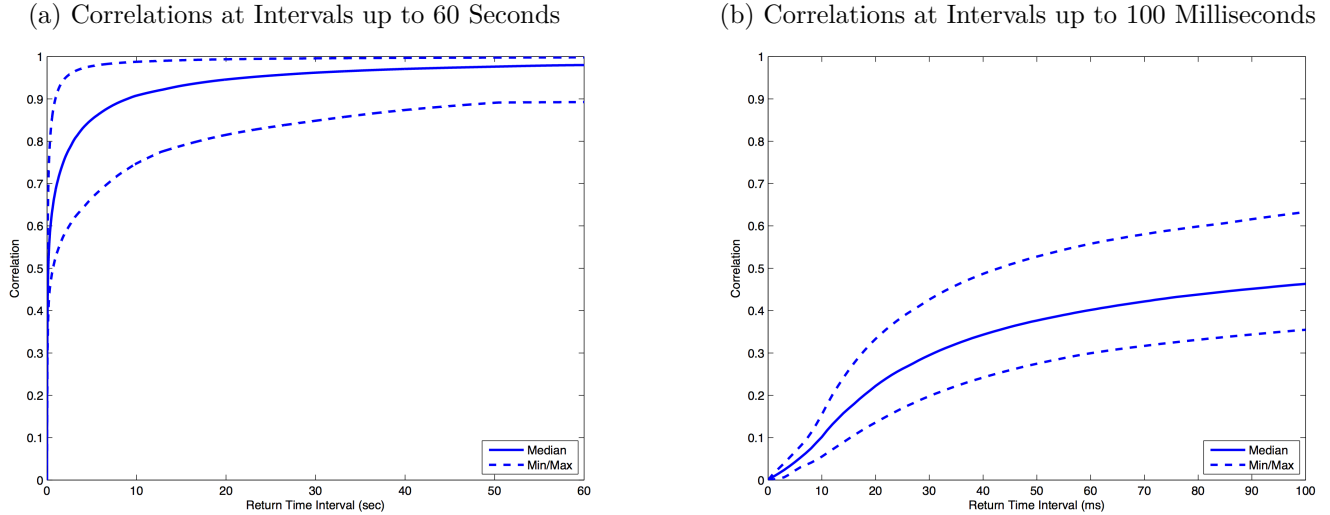 (a) Correlations at Intervals up to 60 Seconds
1
0.9
0.8
0.7
0.6
0.5
0.4
0.3
0.2
0.1
0
Correlation
Median
Min/Max
0 10 20 30 40 50 60
Return Time Interval (sec)
(b) Correlations at Intervals up to 100 Milliseconds
1
0.9
0.8
0.7
0.6
0.5
0.4
0.3
0.2
0.1
0
Correlation
Median
Min/Max
0 10 20 30 40 50 60 70 80 90 100
Return Time Interval (ms)